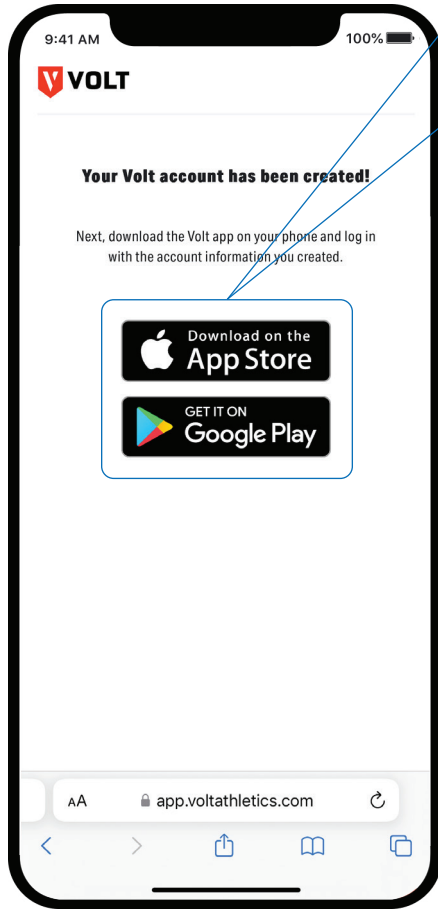 9:41 AM 100%
VOLT
Your Volt account has been created!
Next, download the Volt app on your phone and log in
with the account information you created.
Download on the
App Store
GET IT ON
Google Play
AA app.voltathletics.com